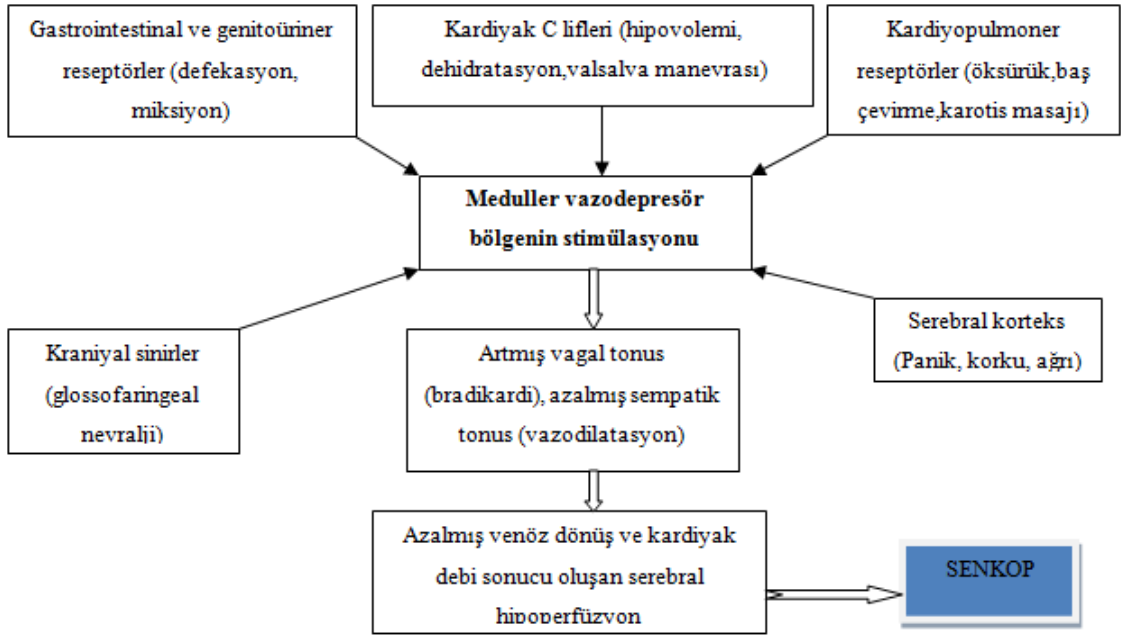 Gastrointestinal ve genitoüriner
reseptörler (defekasyon,
miksiyon)
Kardiyak C lifleri (hipovolemi,
dehidratasyon,valsalva manevrası)
Kardiyopulmoner
reseptörler (öksürük,baş
çevirme,karotis masajı)
Meduller vazodepresör
bölgenin stimülasyonu
Kraniyal sinirler
(glossofaringeal
nevralji)
Artmış vagal tonus
(bradikardi), azalmış sempatik
tonus (vazodilatasyon)
Serebral korteks
(Panik, korku, ağrı)
Azalmış venöz dönüş ve kardiyak
debi sonucu oluşan serebral
hipoperfüzyon
SENKOP